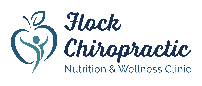 Flock
Chiropractic
Nutrition & Wellness Clinic